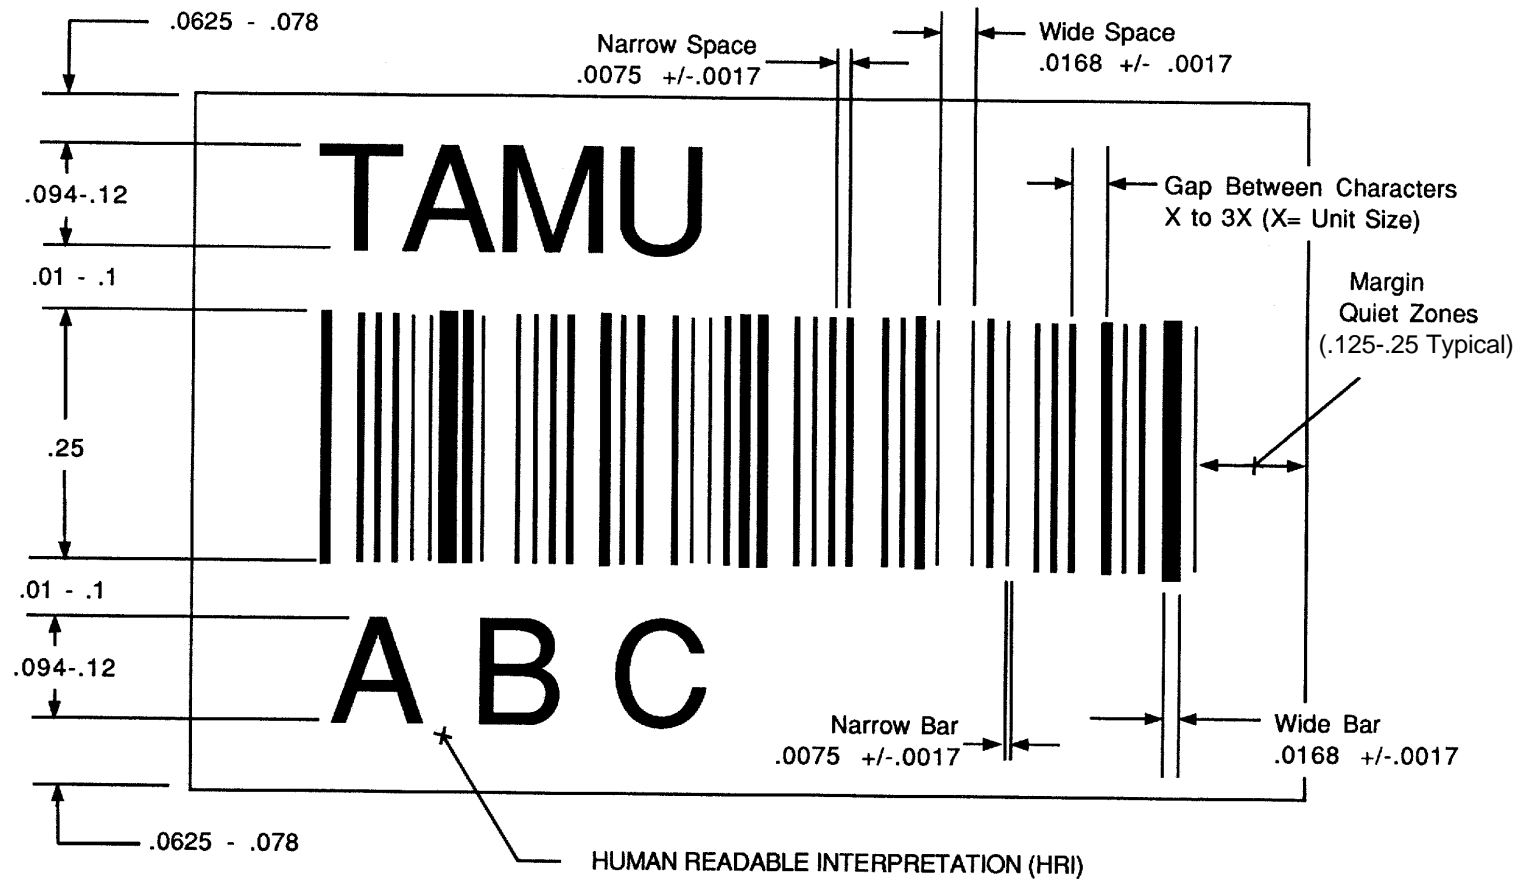 .0625 - .078
Narrow Space
.0075 +/-.0017
Wide Space
.0168 +/- .0017
TAMU
.094-.12
Gap Between Characters
X to 3X (X= Unit Size)
.01 - .1
Margin
Quiet Zones
(.125-.25 Typical)
.25
.01 - .1
A B C
.094-.12
Narrow Bar
.0075 +/-.0017
Wide Bar
.0168 +/-.0017
.0625 - .078
HUMAN READABLE INTERPRETATION (HRI)